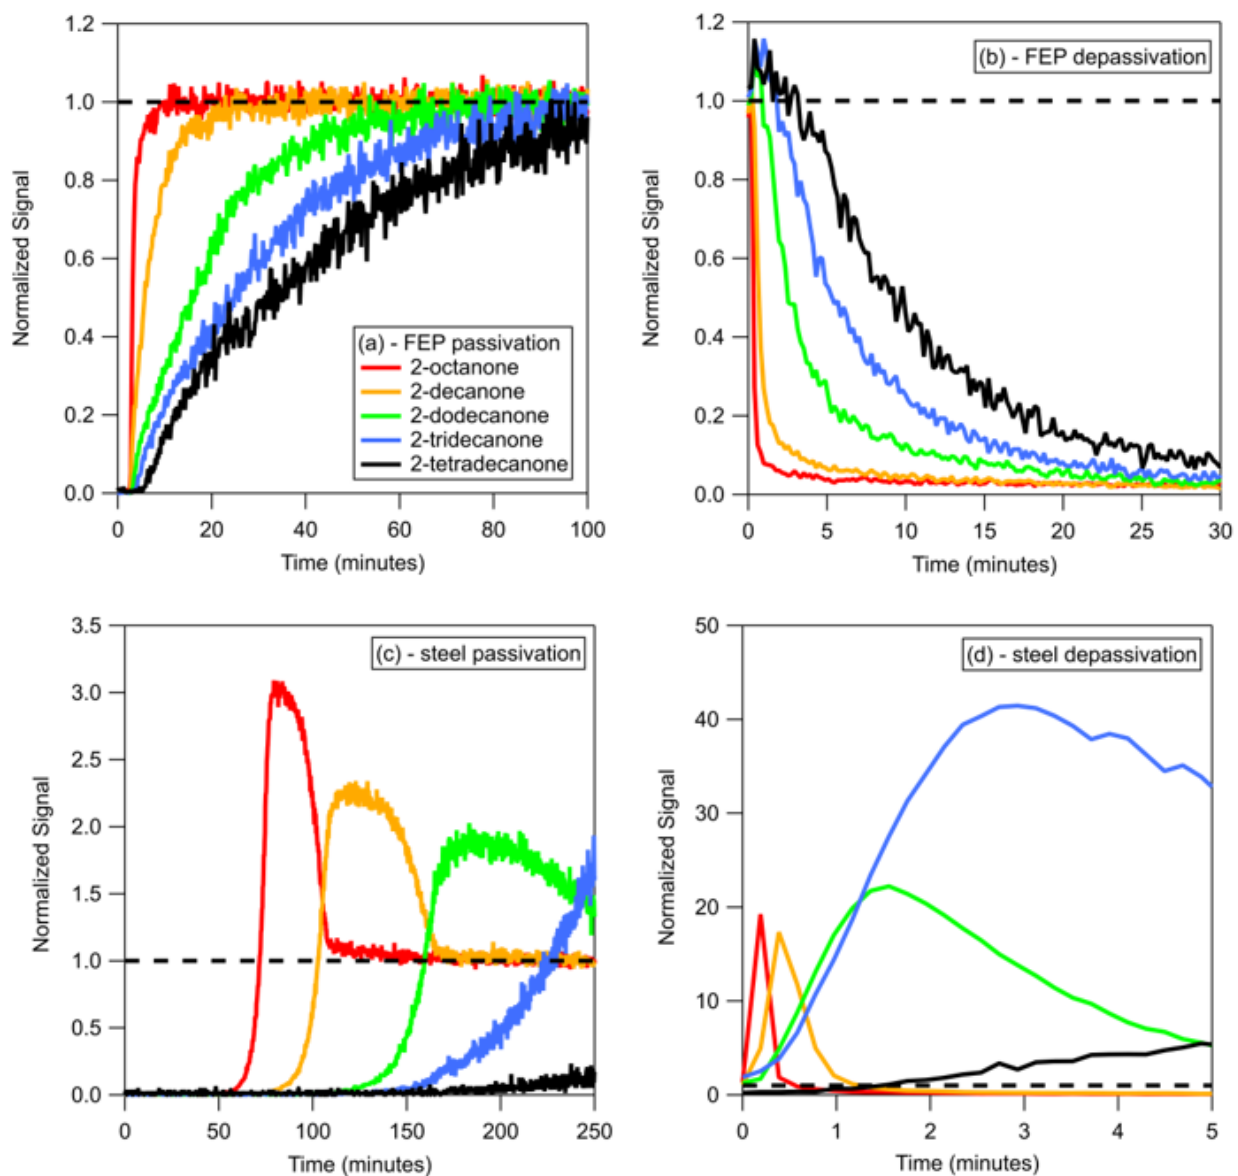 1.2
1.0
0.8
0.6
0.4
0.2
0.0
Normalized Signal
0 20 40 60 80 100
Time (minutes)
(a) - FEP passivation
2-octanone
2-decanone
2-dodecanone
2-tridecanone
2-tetradecanone
1.2
1.0
0.8
0.6
0.4
0.2
0.0
Normalized Signal
0 5 10 15 20 25 30
Time (minutes)
(b) - FEP depassivation
3.5
3.0
2.5
2.0
1.5
1.0
0.5
0.0
Normalized Signal
0 50 100 150 200 250
Time (minutes)
(c) - steel passivation
50
40
30
20
10
0
Normalized Signal
0 1 2 3 4 5
Time (minutes)
(d) - steel depassivation